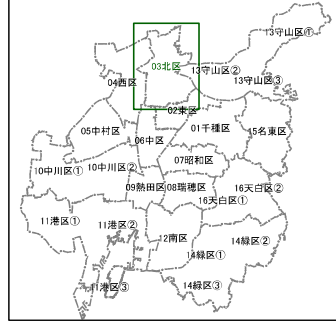 13守山区①
03北区
13守山区②
04西区
13守山区③
02東区
05中村区
01千種区
15名東区
06中区
07昭和区
10中川区①
10中川区②
09熱田区
08瑞穂区
16天白区②
16天白区①
11港区①
11港区②
12南区
14緑区②
14緑区①
11港区③
14緑区③